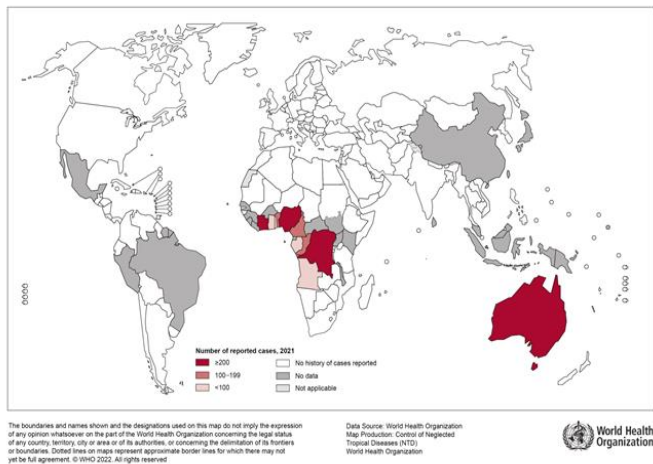 Number of reported cases, 2021
≥200
100–199
<100
No history of cases reported
No data
Not applicable
The boundaries and names shown and the designations used on this map do not imply the expression
of any opinion whatsoever on the part of the World Health Organization concerning the legal status
of any country, territory, city or area or of its authorities, or concerning the delimitation of its frontiers
or boundaries. Dotted lines on maps represent approximate border lines for which there may not
yet be full agreement. © WHO 2022. All rights reserved
Data Source: World Health Organization
Map Production: Control of Neglected
Tropical Diseases (NTD)
World Health Organization
World Health
Organization